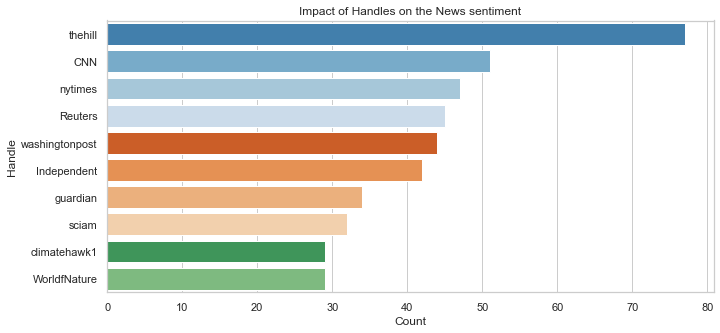 Impact of Handles on the News sentiment
Handle
thehill
CNN
nytimes
Reuters
washingtonpost
Independent
guardian
sciam
climatehawk1
WorldfNature
0 10 20 30 40 50 60 70 80
Count